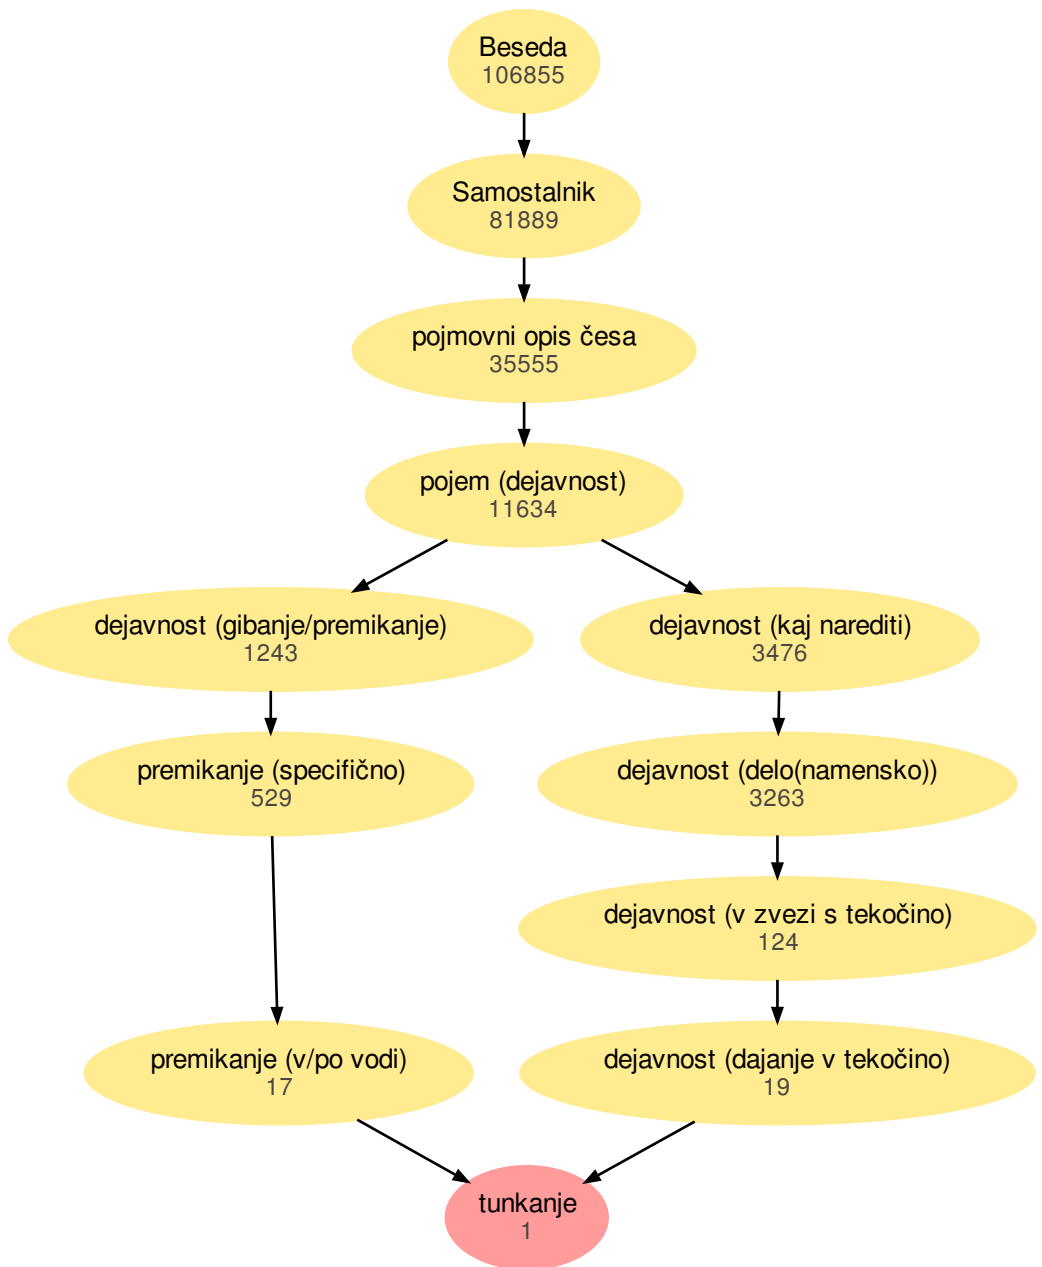 Beseda
106855
Samostalnik
81889
pojmovni opis česa
35555
pojem (dejavnost)
11634
dejavnost (gibanje/premikanje)
1243
dejavnost (kaj narediti)
3476
premikanje (specifično)
529
dejavnost (delo(namensko))
3263
dejavnost (v zvezi s tekočino)
124
premikanje (v/po vodi)
17
dejavnost (dajanje v tekočino)
19
tunkanje
1